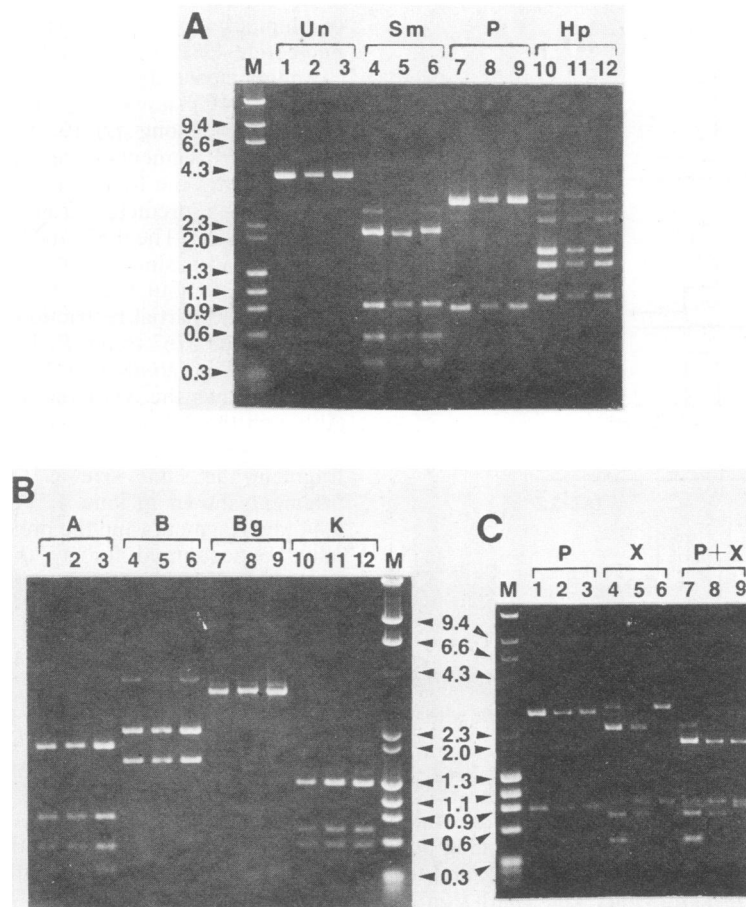 A
Un Sm P Hp
M 1 2 3 4 5 6 7 8 9 10 11 12
9.4
6.6
4.3
2.3
2.0
1.3
1.1
0.9
0.6
0.3
B
A B Bg K
1 2 3 4 5 6 7 8 9 10 11 12 M
C
P X P+X
M 1 2 3 4 5 6 7 8 9
9.4
6.6
4.3
2.3
2.0
1.3
1.1
0.9
0.6
0.3